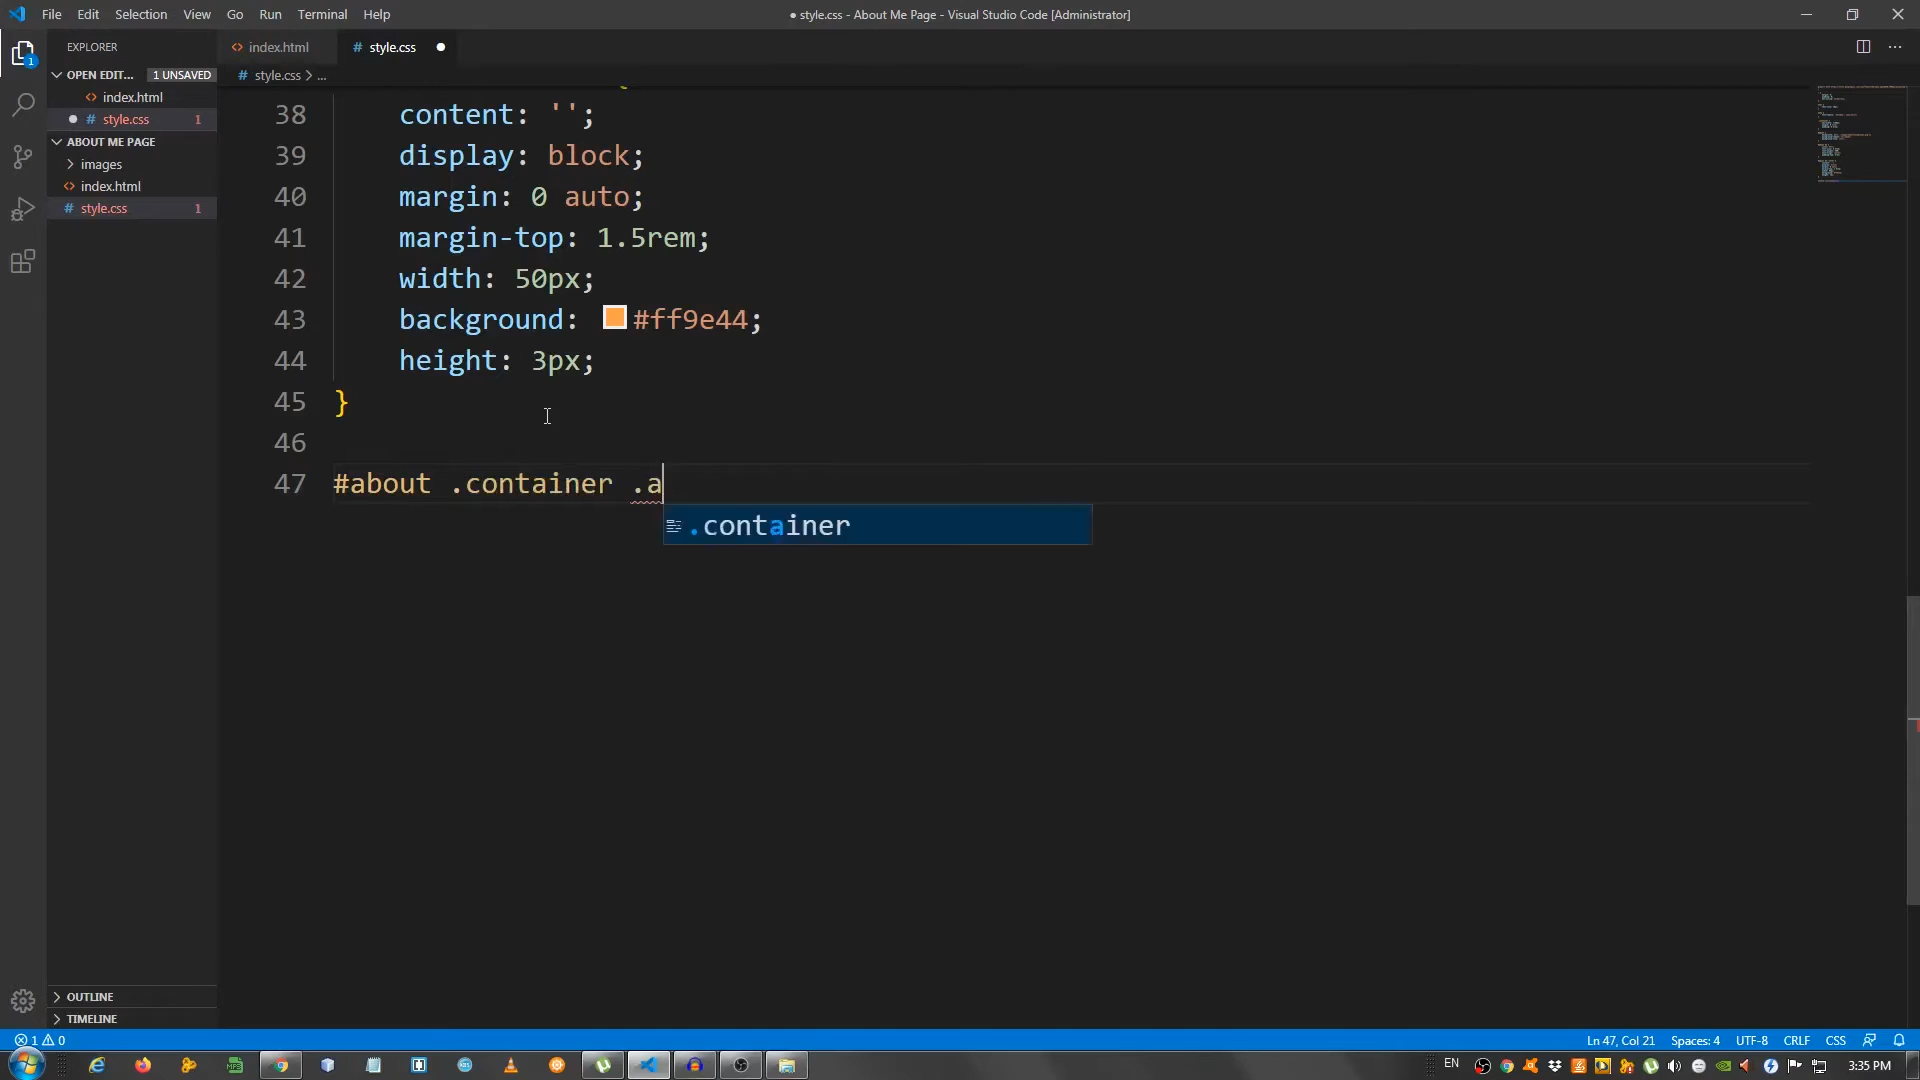 File Edit Selection View Go Run Terminal Help
● style.css - About Me Page - Visual Studio Code [Administrator]
EXPLORER
OPEN EDIT... 1 UNSAVED
<> index.html
● # style.css 1
ABOUT ME PAGE
images
<> index.html
# style.css 1
OUTLINE
TIMELINE
1
<> index.html
# style.css ●
# style.css > ...
38 content: '';
39 display: block;
40 margin: 0 auto;
41 margin-top: 1.5rem;
42 width: 50px;
43 background: #ff9e44;
44 height: 3px;
45 }
46
47 #about .container .a
.container
1 0
Ln 47, Col 21 Spaces: 4 UTF-8 CRLF CSS
EN
3:35 PM